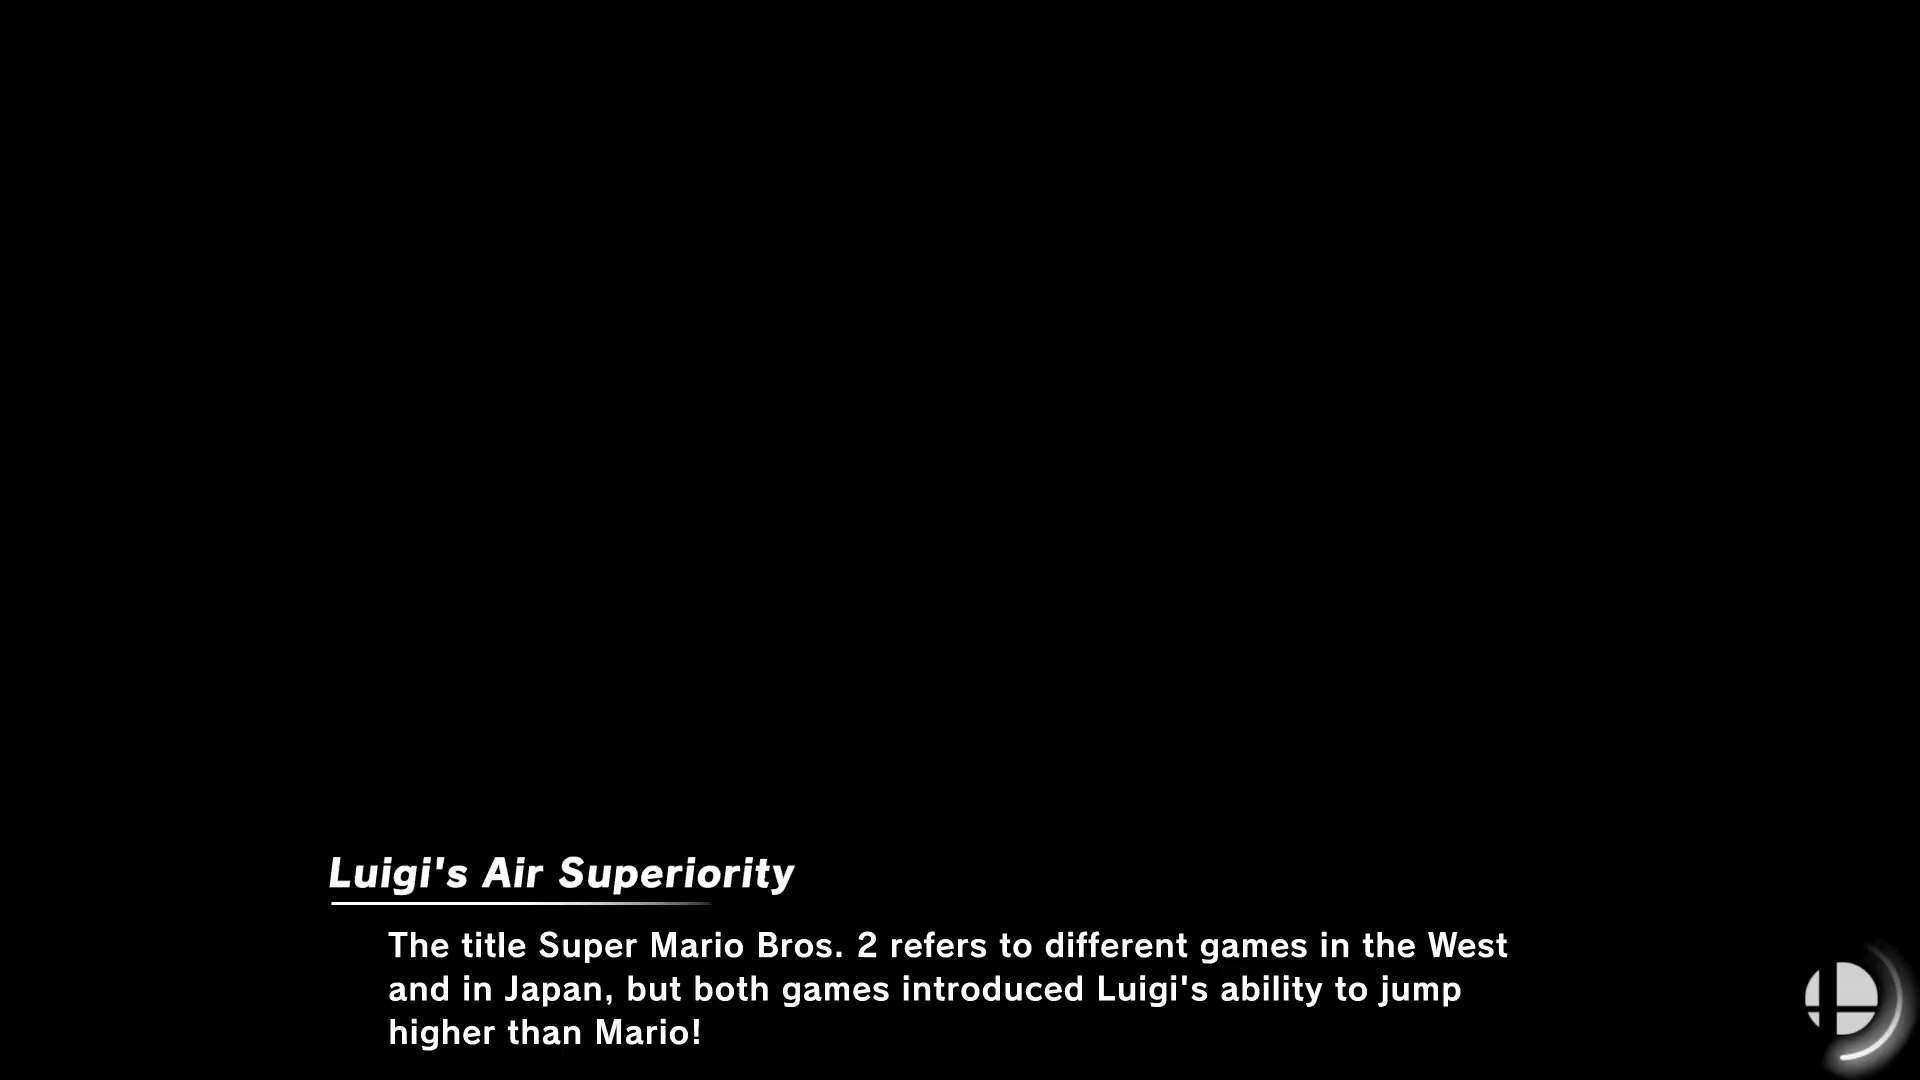 Luigi's Air Superiority
The title Super Mario Bros. 2 refers to different games in the West
and in Japan, but both games introduced Luigi's ability to jump
higher than Mario!